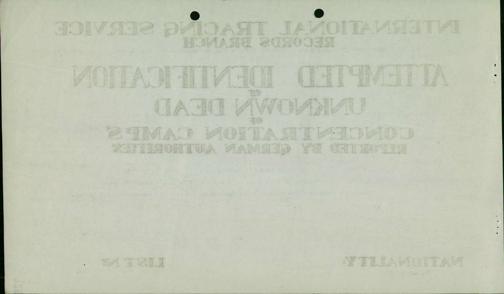 INTERNATIONAL TRACING SERVICE
RECORDS BRANCH
ATTEMPTED IDENTIFICATION
OF
UNKNOWN DEAD
OF
CONCENTRATION CAMPS
REPORTED BY GERMAN AUTHORITIES
NATIONALITY:
LIST Nº